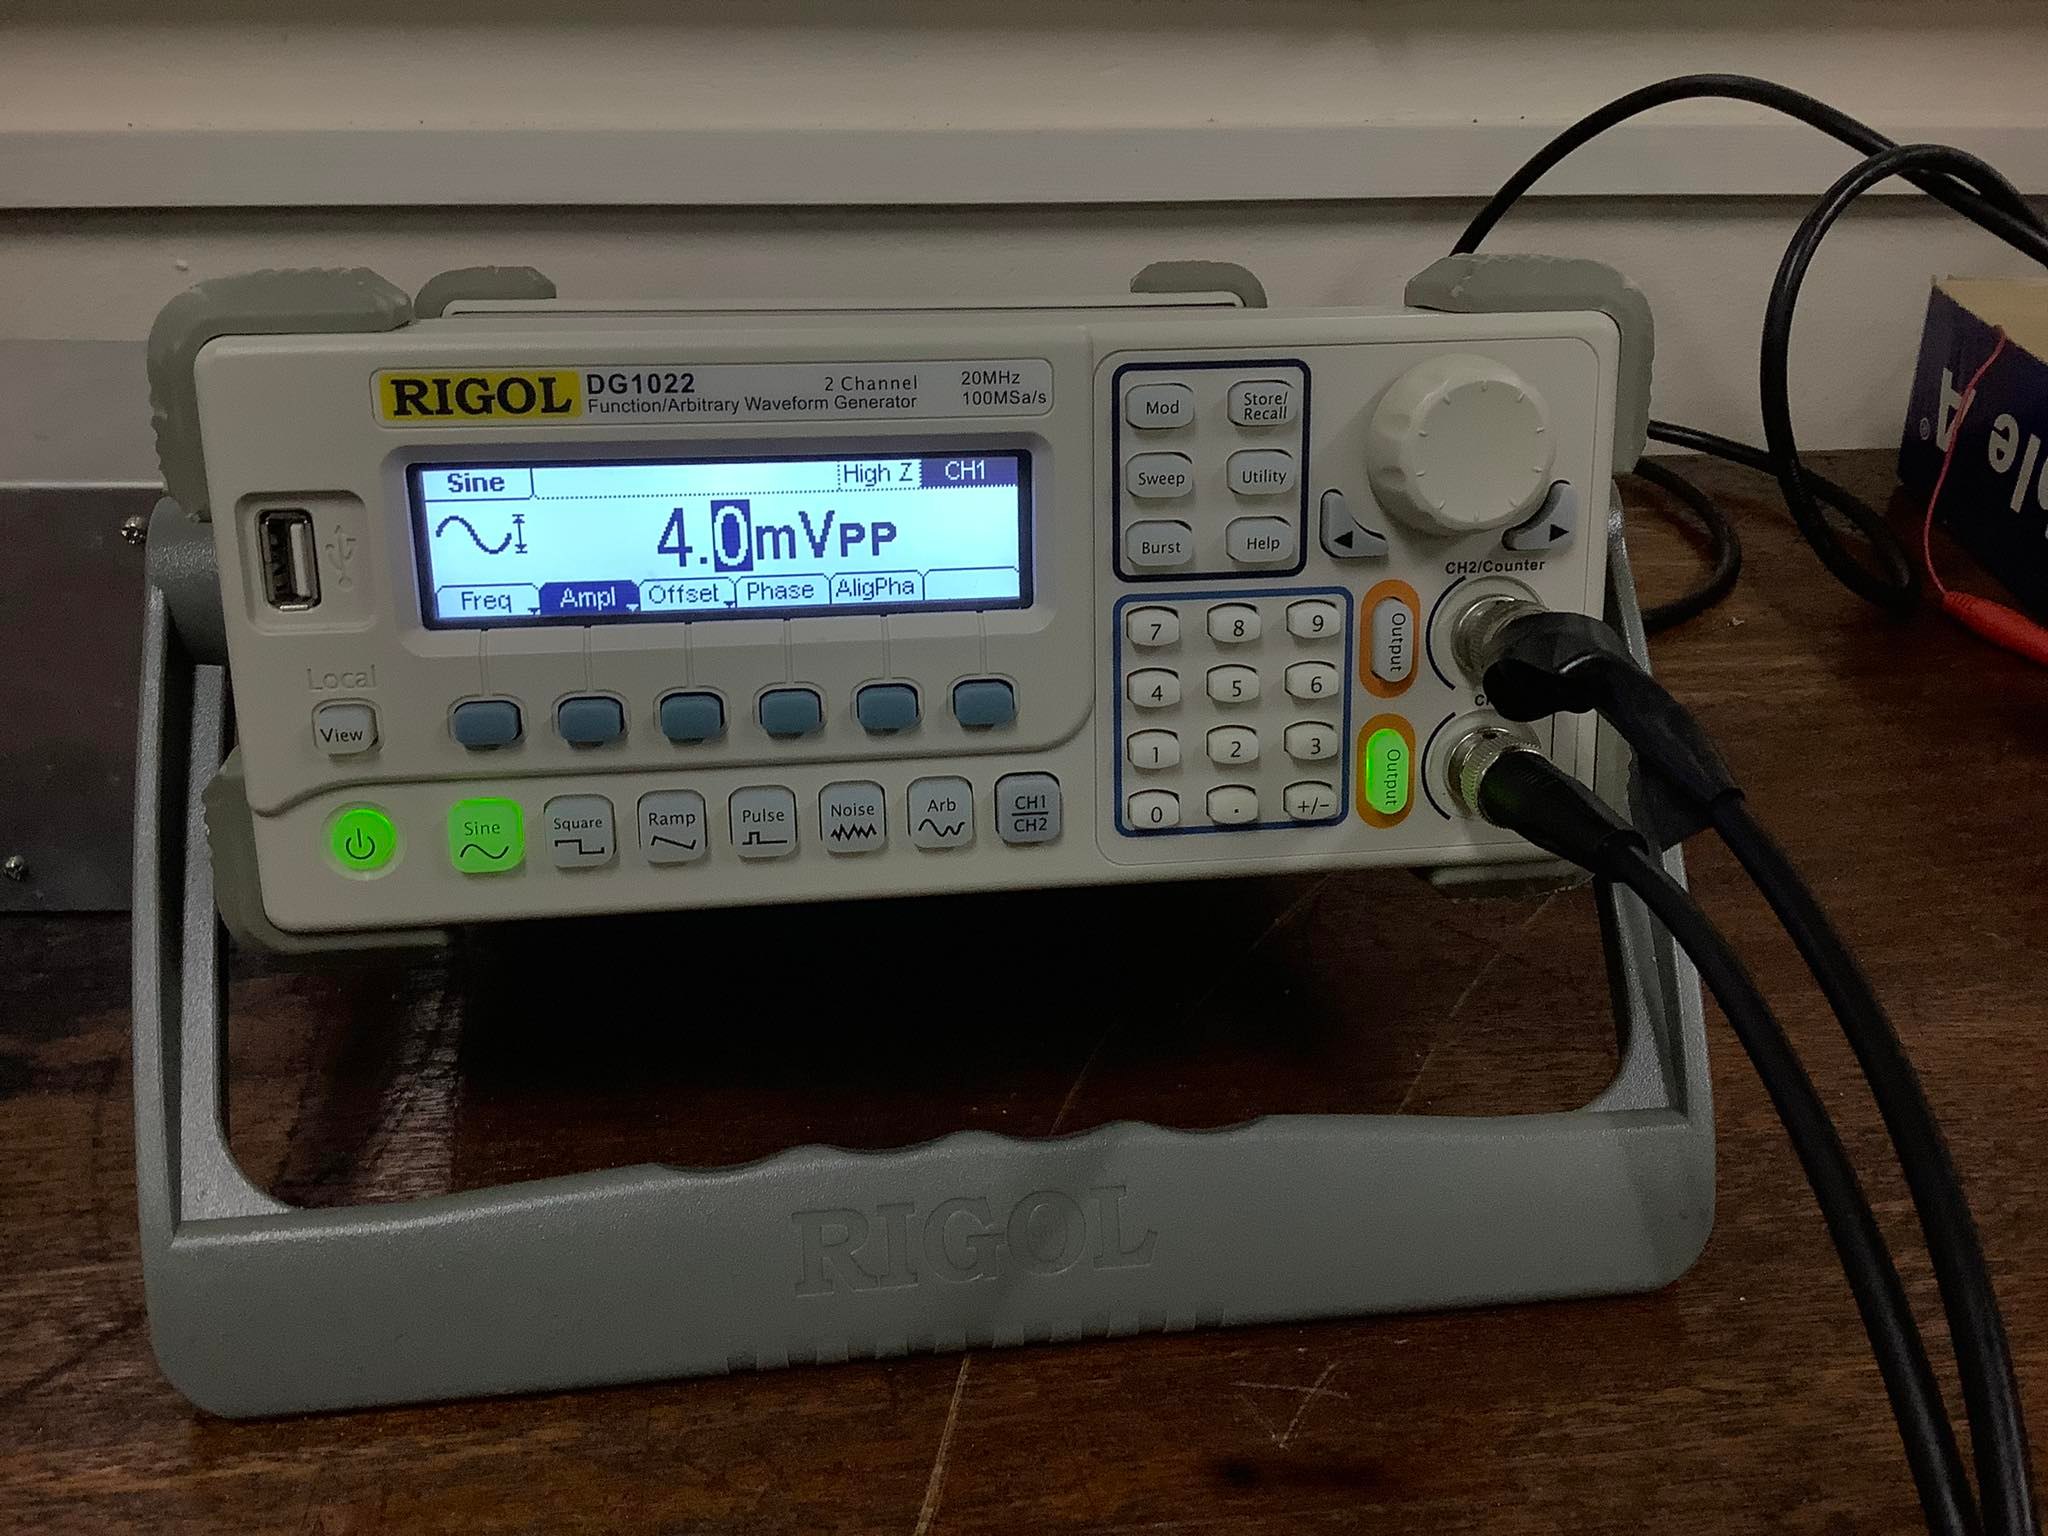 RIGOL DG1022 2 Channel 20MHz
Function/Arbitrary Waveform Generator 100MSa/s
Sine High Z CH1
4.0mVPP
Freq Ampl Offset Phase AligPha
Local
View
Sine Square Ramp Pulse Noise Arb CH1
CH2
Mod Store/
Recall
Sweep Utility
Burst Help
CH2/Counter
7 8 9
4 5 6
1 2 3
0 . +/-
Output
Output
RIGOL
ple A®